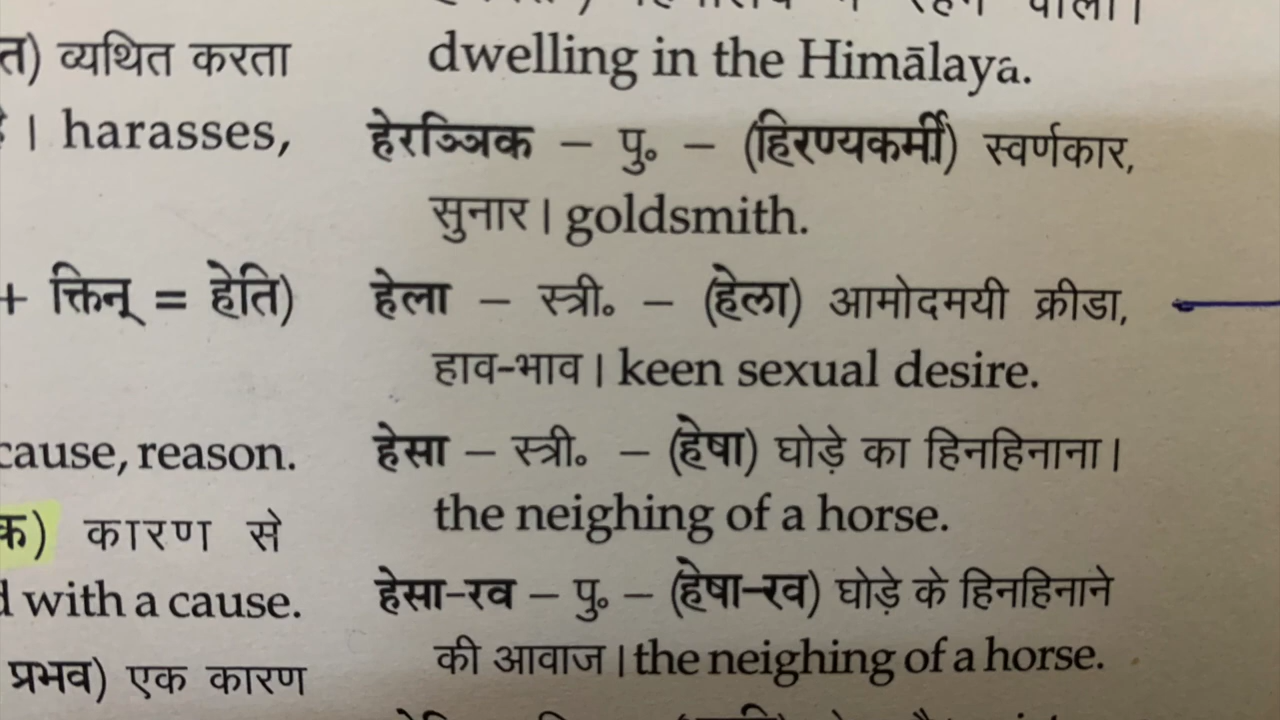 त) व्यथित करता
। harasses,
+ क्तिन् = हेति)
cause, reason.
क) कारण से
with a cause.
प्रभव) एक कारण
रहने वाला।
dwelling in the Himālaya.
हेरञ्ञिक – पु॰ – (हिरण्यकर्मी) स्वर्णकार,
सुनार। goldsmith.
हेला – स्त्री॰ – (हेला) आमोदमयी क्रीडा,
हाव-भाव। keen sexual desire.
हेसा – स्त्री॰ – (हेषा) घोड़े का हिनहिनाना।
the neighing of a horse.
हेसा-रव – पु॰ – (हेषा-रव) घोड़े के हिनहिनाने
की आवाज। the neighing of a horse.